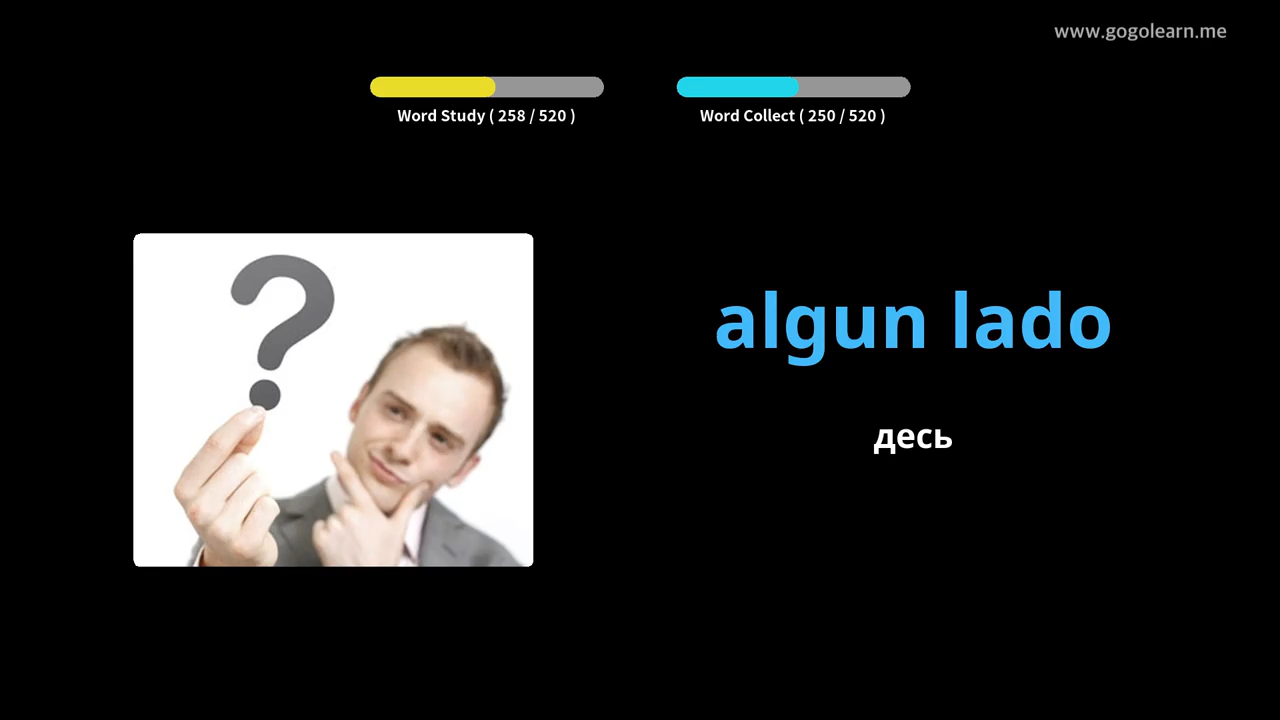 www.gogolearn.me
Word Study ( 258 / 520 )
Word Collect ( 250 / 520 )
algun lado
десь